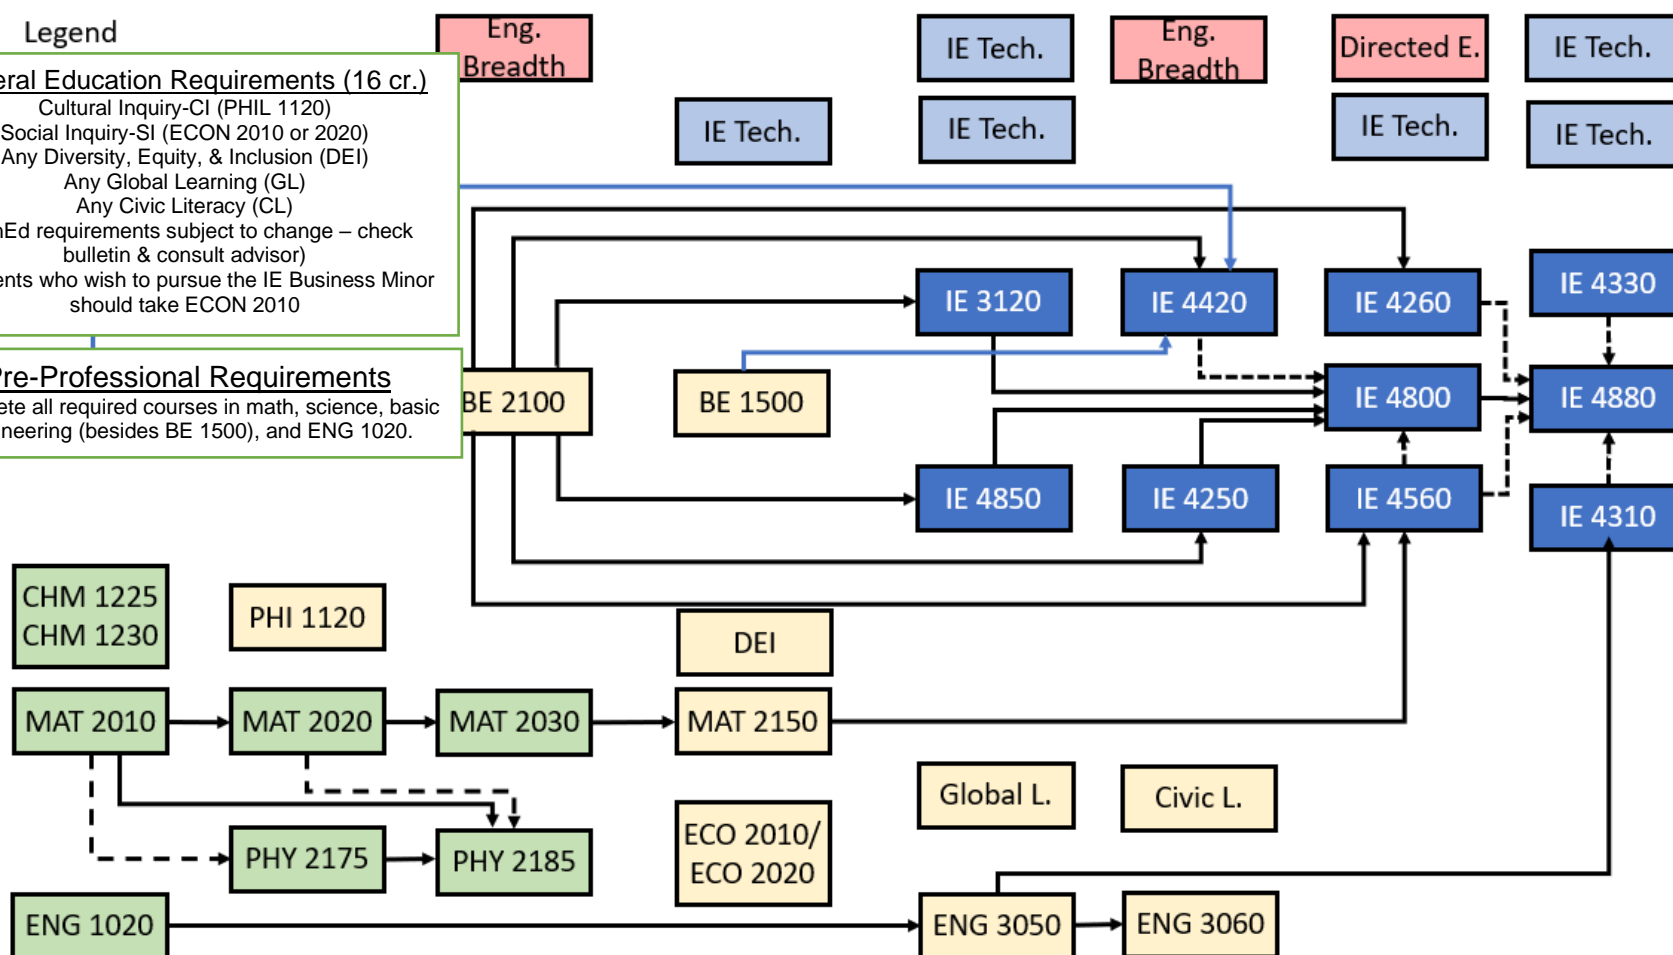 Legend
eral Education Requirements (16 cr.)
Cultural Inquiry-CI (PHIL 1120)
Social Inquiry-SI (ECON 2010 or 2020)
Any Diversity, Equity, & Inclusion (DEI)
Any Global Learning (GL)
Any Civic Literacy (CL)
nEd requirements subject to change – check
bulletin & consult advisor)
ents who wish to pursue the IE Business Minor
should take ECON 2010
Pre-Professional Requirements
ete all required courses in math, science, basic
ineering (besides BE 1500), and ENG 1020.
Eng.
Breadth
IE Tech.
Eng.
Breadth
Directed E.
IE Tech.
IE Tech.
IE Tech.
IE Tech.
IE Tech.
IE 3120
IE 4420
IE 4260
IE 4330
BE 2100
BE 1500
IE 4800
IE 4880
IE 4850
IE 4250
IE 4560
IE 4310
CHM 1225
CHM 1230
PHI 1120
DEI
MAT 2010
MAT 2020
MAT 2030
MAT 2150
Global L.
Civic L.
PHY 2175
PHY 2185
ECO 2010/
ECO 2020
ENG 1020
ENG 3050
ENG 3060